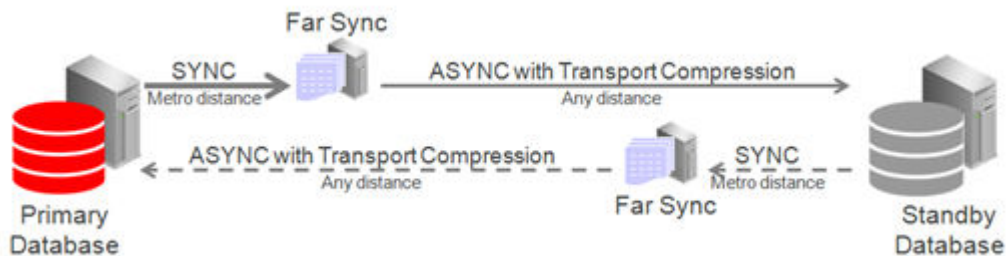 Far Sync
SYNC
Metro distance
ASYNC with Transport Compression
Any distance
ASYNC with Transport Compression
Any distance
SYNC
Metro distance
Far Sync
Primary
Database
Standby
Database